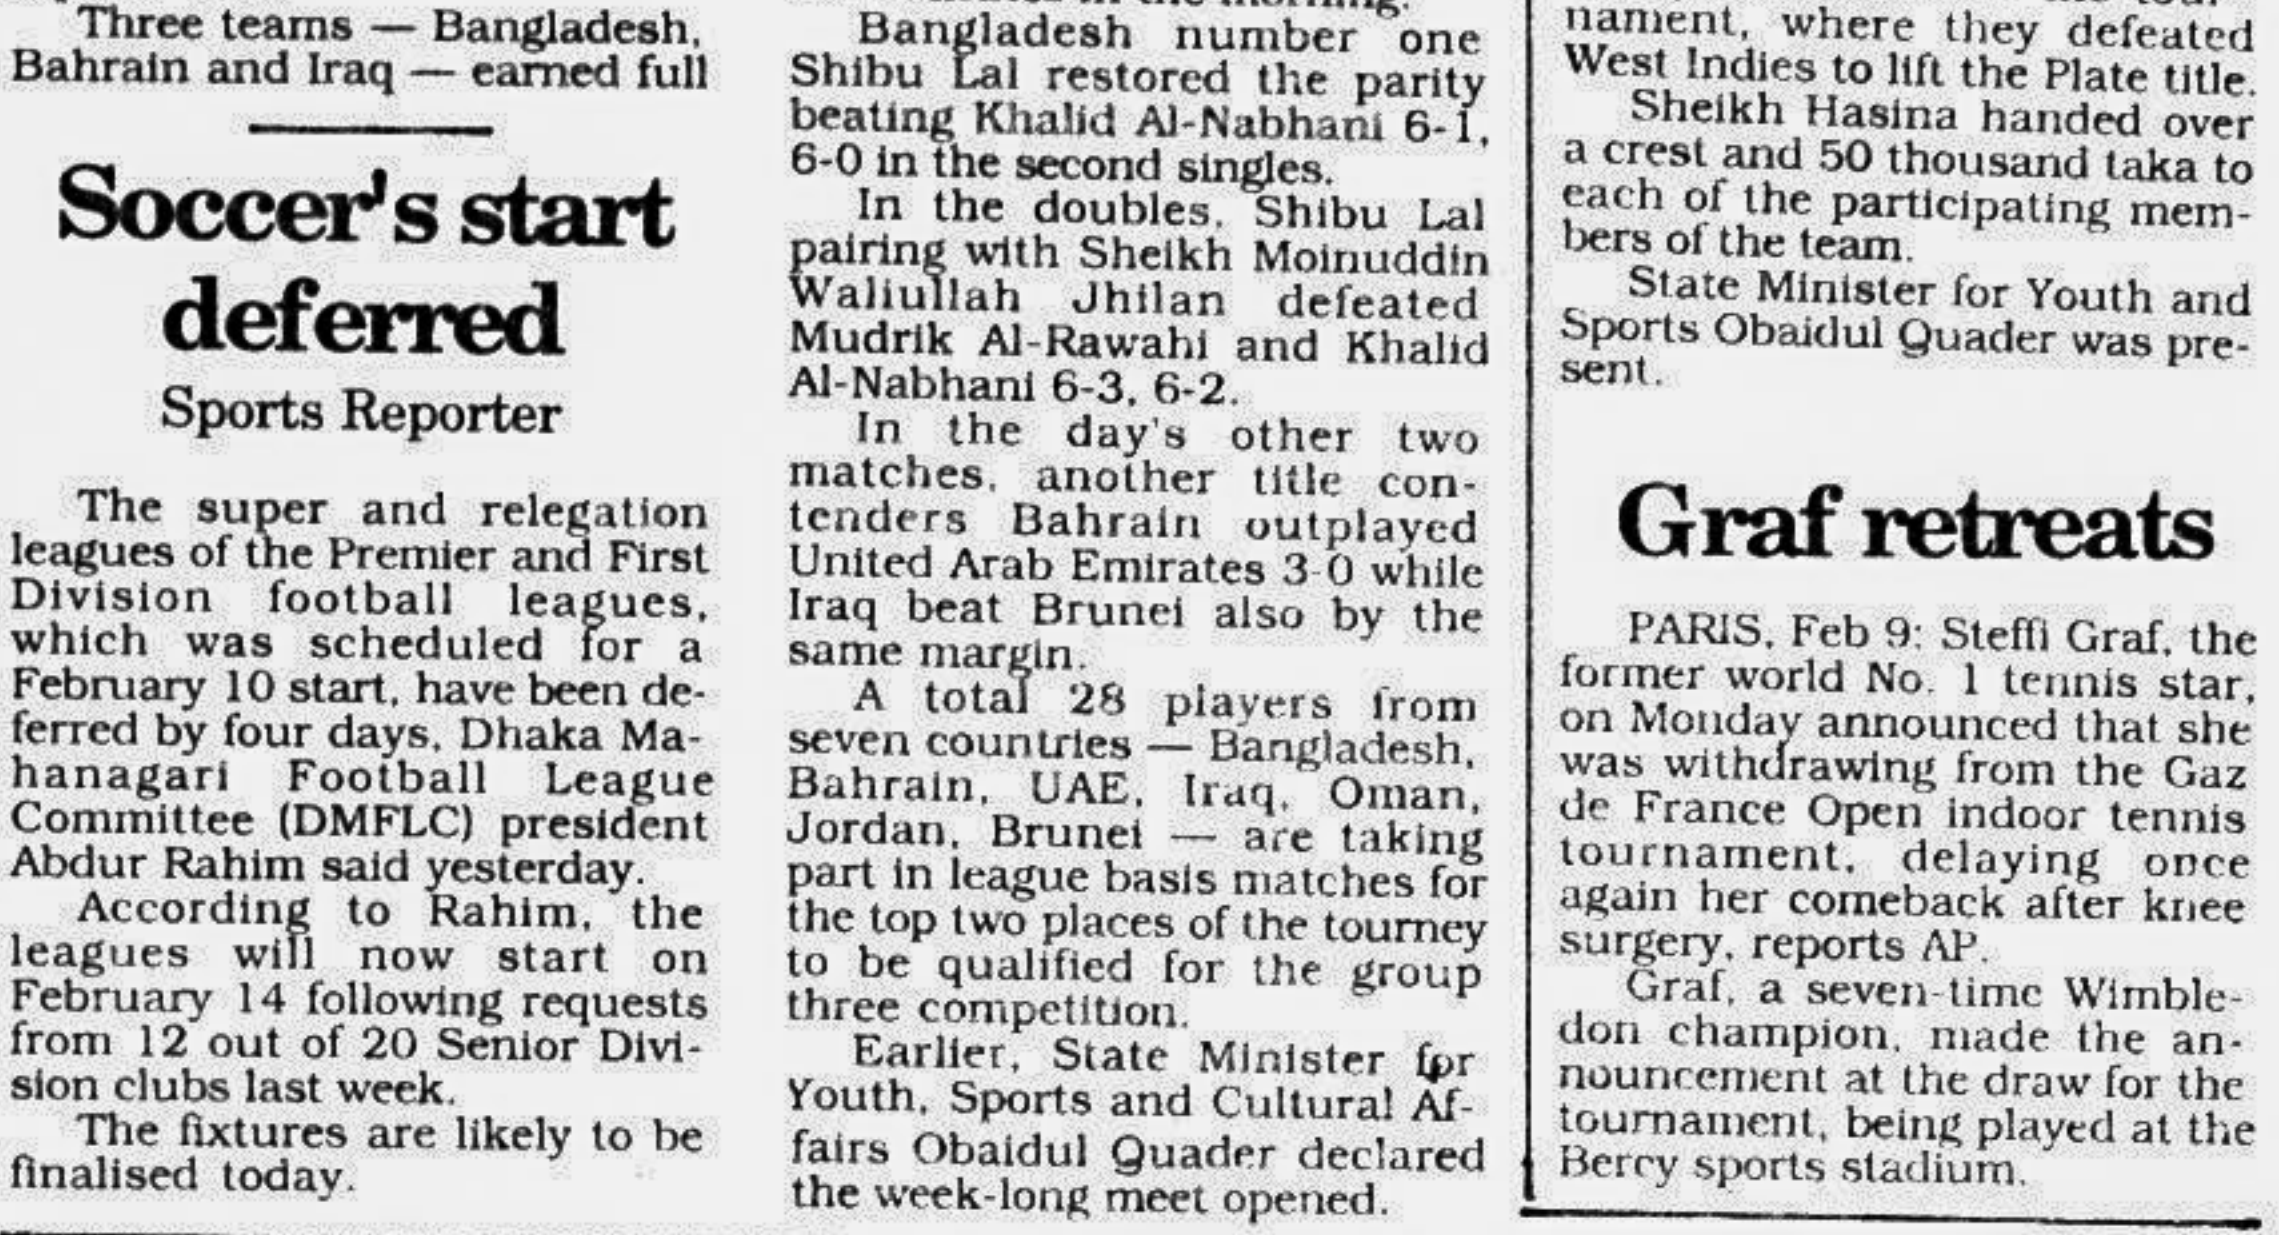 Three teams — Bangladesh,
Bahrain and Iraq — earned full
Soccer's start
deferred
Sports Reporter
The super and relegation
leagues of the Premier and First
Division football leagues,
which was scheduled for a
February 10 start, have been de-
ferred by four days, Dhaka Ma-
hanagari Football League
Committee (DMFLC) president
Abdur Rahim said yesterday.
According to Rahim, the
leagues will now start on
February 14 following requests
from 12 out of 20 Senior Divi-
sion clubs last week.
The fixtures are likely to be
finalised today.
in the morning.
Bangladesh number one
Shibu Lal restored the parity
beating Khalid Al-Nabhani 6-1,
6-0 in the second singles.
In the doubles, Shibu Lal
pairing with Sheikh Moinuddin
Waliullah Jhilan defeated
Mudrik Al-Rawahi and Khalid
Al-Nabhani 6-3, 6-2.
In the day's other two
matches, another title con-
tenders Bahrain outplayed
United Arab Emirates 3-0 while
Iraq beat Brunei also by the
same margin.
A total 28 players from
seven countries — Bangladesh,
Bahrain, UAE, Iraq, Oman,
Jordan, Brunei — are taking
part in league basis matches for
the top two places of the tourney
to be qualified for the group
three competition.
Earlier, State Minister for
Youth, Sports and Cultural Af-
fairs Obaidul Quader declared
the week-long meet opened.
nament, where they defeated
West Indies to lift the Plate title.
Sheikh Hasina handed over
a crest and 50 thousand taka to
each of the participating mem-
bers of the team.
State Minister for Youth and
Sports Obaidul Quader was pre-
sent.
Graf retreats
PARIS, Feb 9: Steffi Graf, the
former world No. 1 tennis star,
on Monday announced that she
was withdrawing from the Gaz
de France Open indoor tennis
tournament, delaying once
again her comeback after knee
surgery, reports AP.
Graf, a seven-time Wimble-
don champion, made the an-
nouncement at the draw for the
tournament, being played at the
Bercy sports stadium.